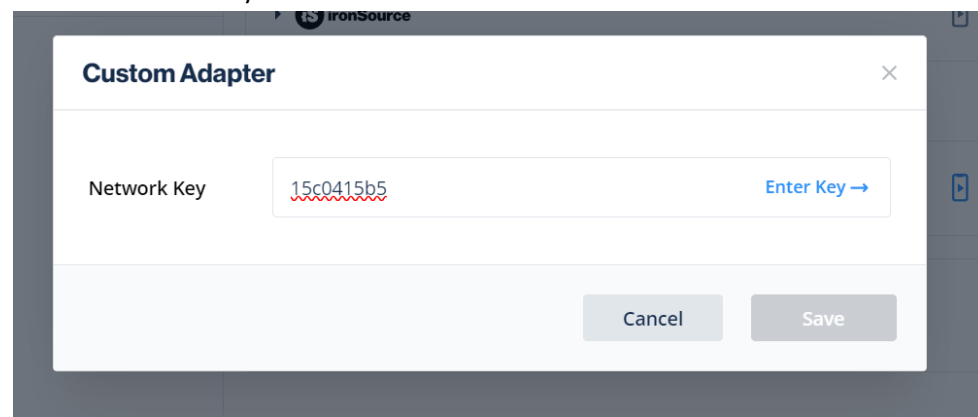 ironSource
Custom Adapter
Network Key
15c0415b5
Enter Key →
Cancel
Save